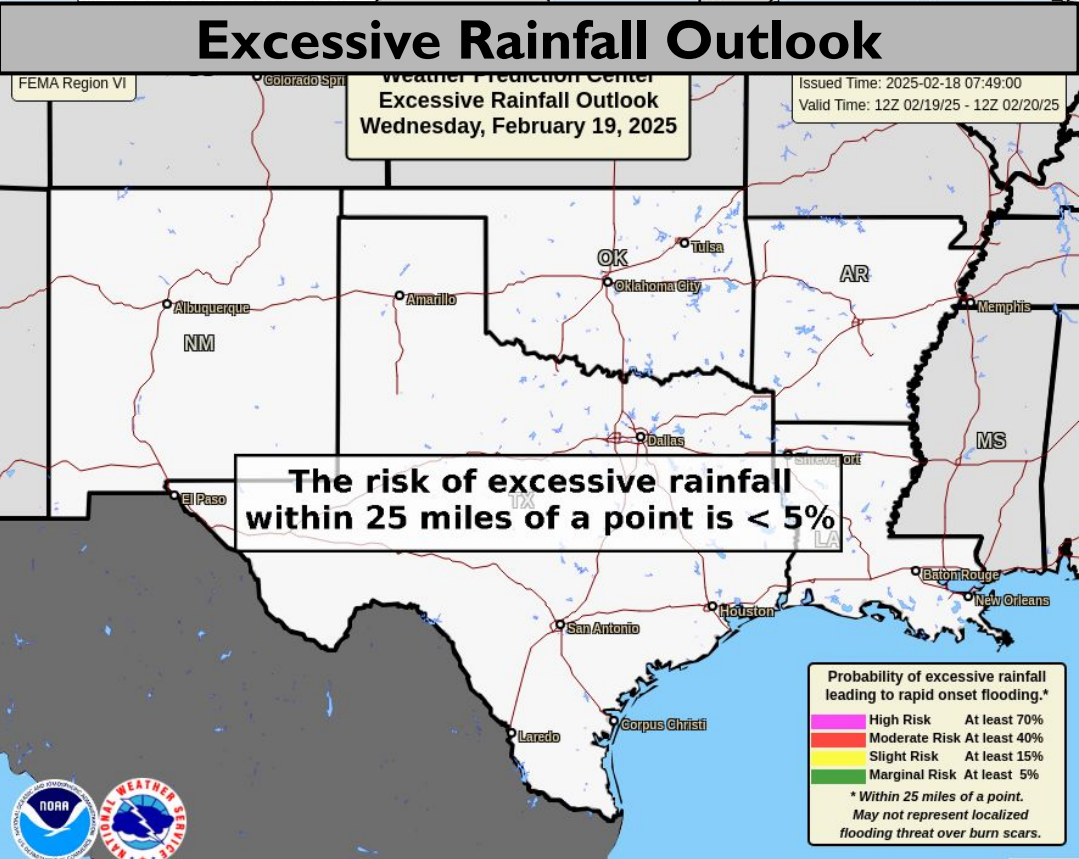 Excessive Rainfall Outlook
FEMA Region VI
Colorado Spri
Weather Prediction Center
Excessive Rainfall Outlook
Wednesday, February 19, 2025
Issued Time: 2025-02-18 07:49:00
Valid Time: 12Z 02/19/25 - 12Z 02/20/25
Tulsa
OK
Oklahoma City
AR
Amarillo
Albuquerque
Memphis
NM
Dallas
MS
Shreveport
The risk of excessive rainfall
within 25 miles of a point is < 5%
TX
LA
El Paso
Baton Rouge
New Orleans
Houston
San Antonio
Corpus Christi
Laredo
Probability of excessive rainfall
leading to rapid onset flooding.*
High Risk At least 70%
Moderate Risk At least 40%
Slight Risk At least 15%
Marginal Risk At least 5%
* Within 25 miles of a point.
May not represent localized
flooding threat over burn scars.
NOAA
NATIONAL WEATHER SERVICE